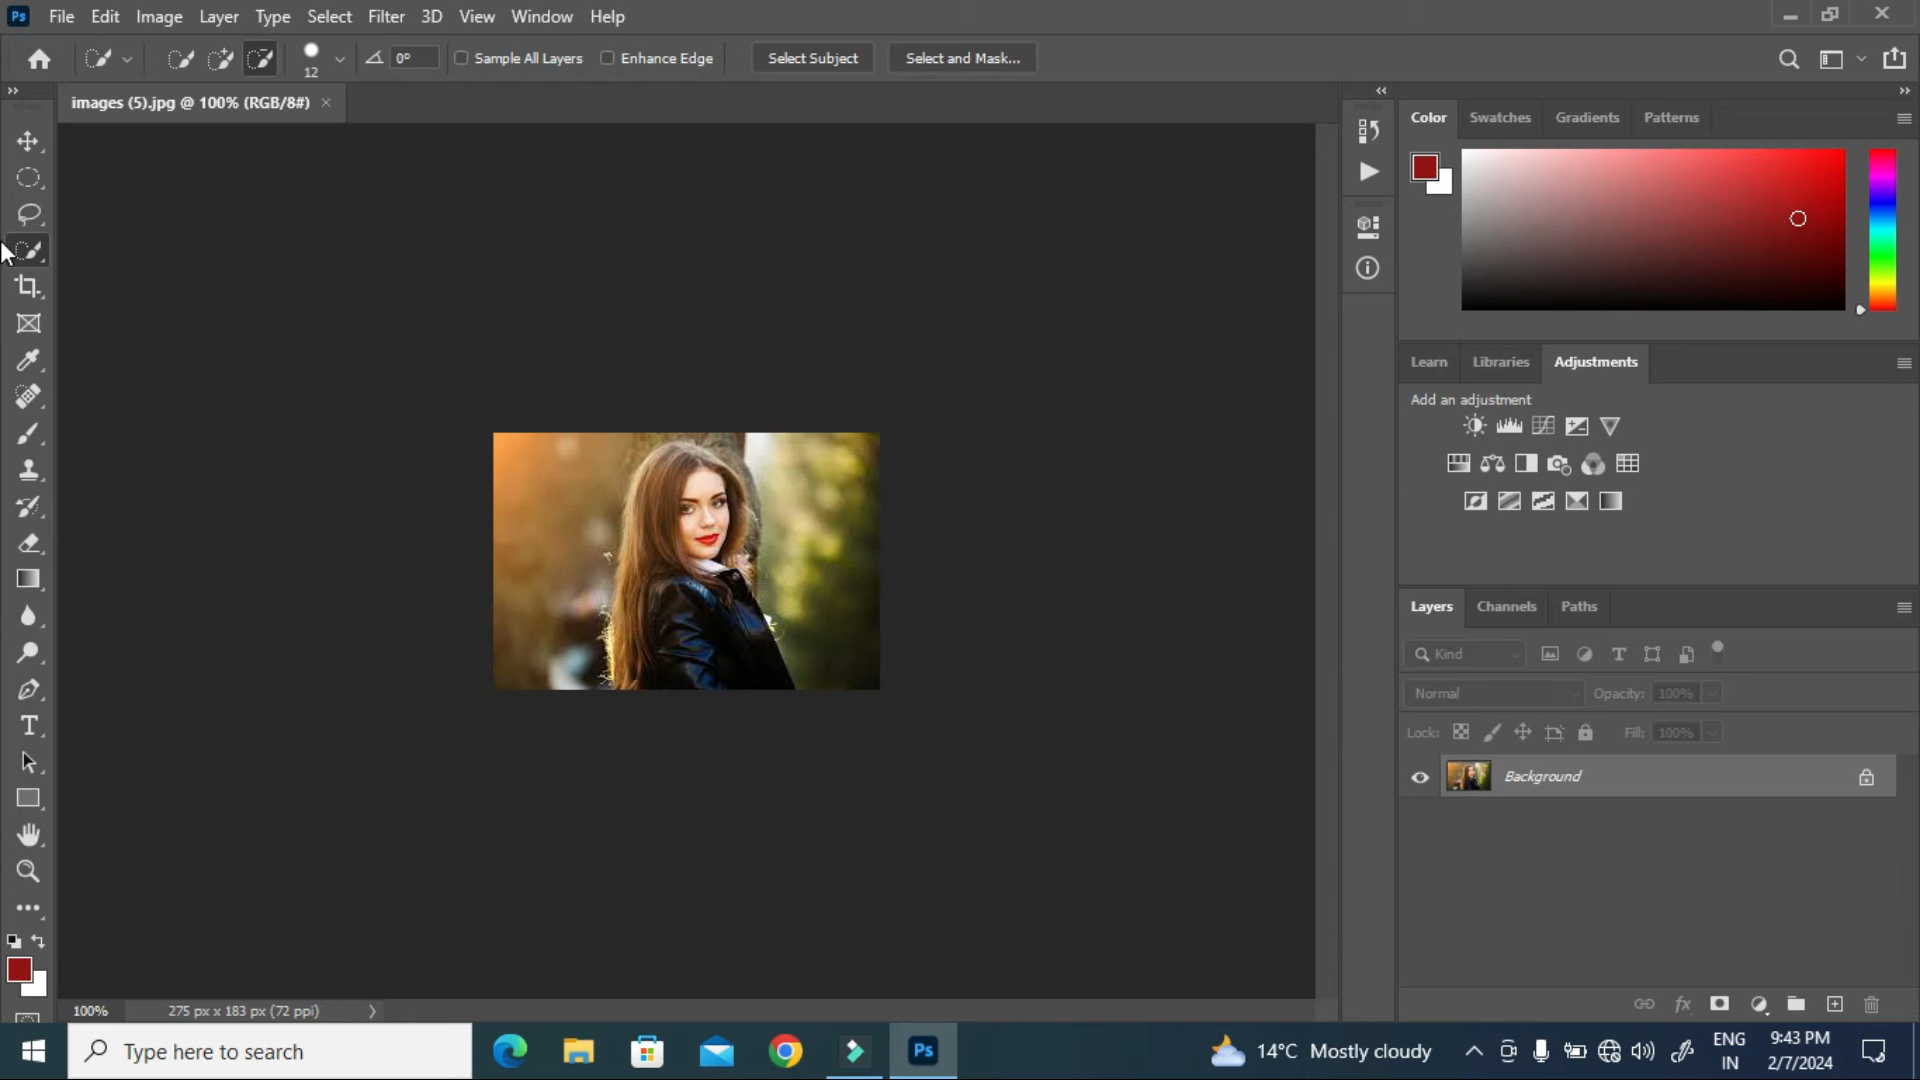 Ps File Edit Image Layer Type Select Filter 3D View Window Help
12 0° Sample All Layers Enhance Edge Select Subject Select and Mask...
images (5).jpg @ 100% (RGB/8#) ×
Color Swatches Gradients Patterns
Learn Libraries Adjustments
Add an adjustment
Layers Channels Paths
Kind
Normal Opacity: 100%
Lock: Fill: 100%
Background
100% 275 px x 183 px (72 ppi)
Type here to search Ps 14°C Mostly cloudy ENG 9:43 PM
IN 2/7/2024